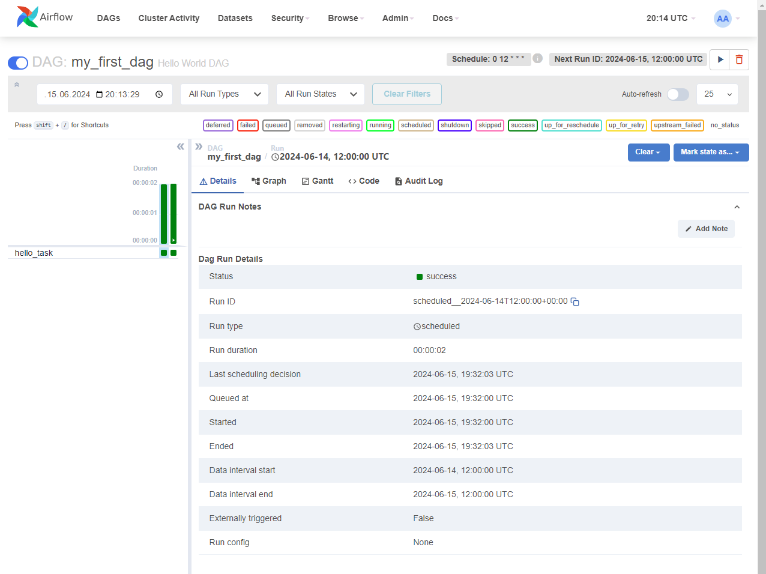 Airflow DAGs Cluster Activity Datasets Security Browse Admin Docs 20:14 UTC AA
DAG: my_first_dag Hello World DAG Schedule: 0 12 * * * Next Run ID: 2024-06-15, 12:00:00 UTC
15.06.2024 20:13:29 All Run Types All Run States Clear Filters Auto-refresh 25
Press shift + / for Shortcuts deferred failed queued removed restarting running scheduled shutdown skipped success up_for_reschedule up_for_retry upstream_failed no_status
DAG Run
my_first_dag / 2024-06-14, 12:00:00 UTC Clear Mark state as...
Duration
00:00:02
00:00:01
00:00:00
hello_task
Details Graph Gantt Code Audit Log
DAG Run Notes
Add Note
Dag Run Details
Status success
Run ID scheduled__2024-06-14T12:00:00+00:00
Run type scheduled
Run duration 00:00:02
Last scheduling decision 2024-06-15, 19:32:03 UTC
Queued at 2024-06-15, 19:32:00 UTC
Started 2024-06-15, 19:32:00 UTC
Ended 2024-06-15, 19:32:03 UTC
Data interval start 2024-06-14, 12:00:00 UTC
Data interval end 2024-06-15, 12:00:00 UTC
Externally triggered False
Run config None